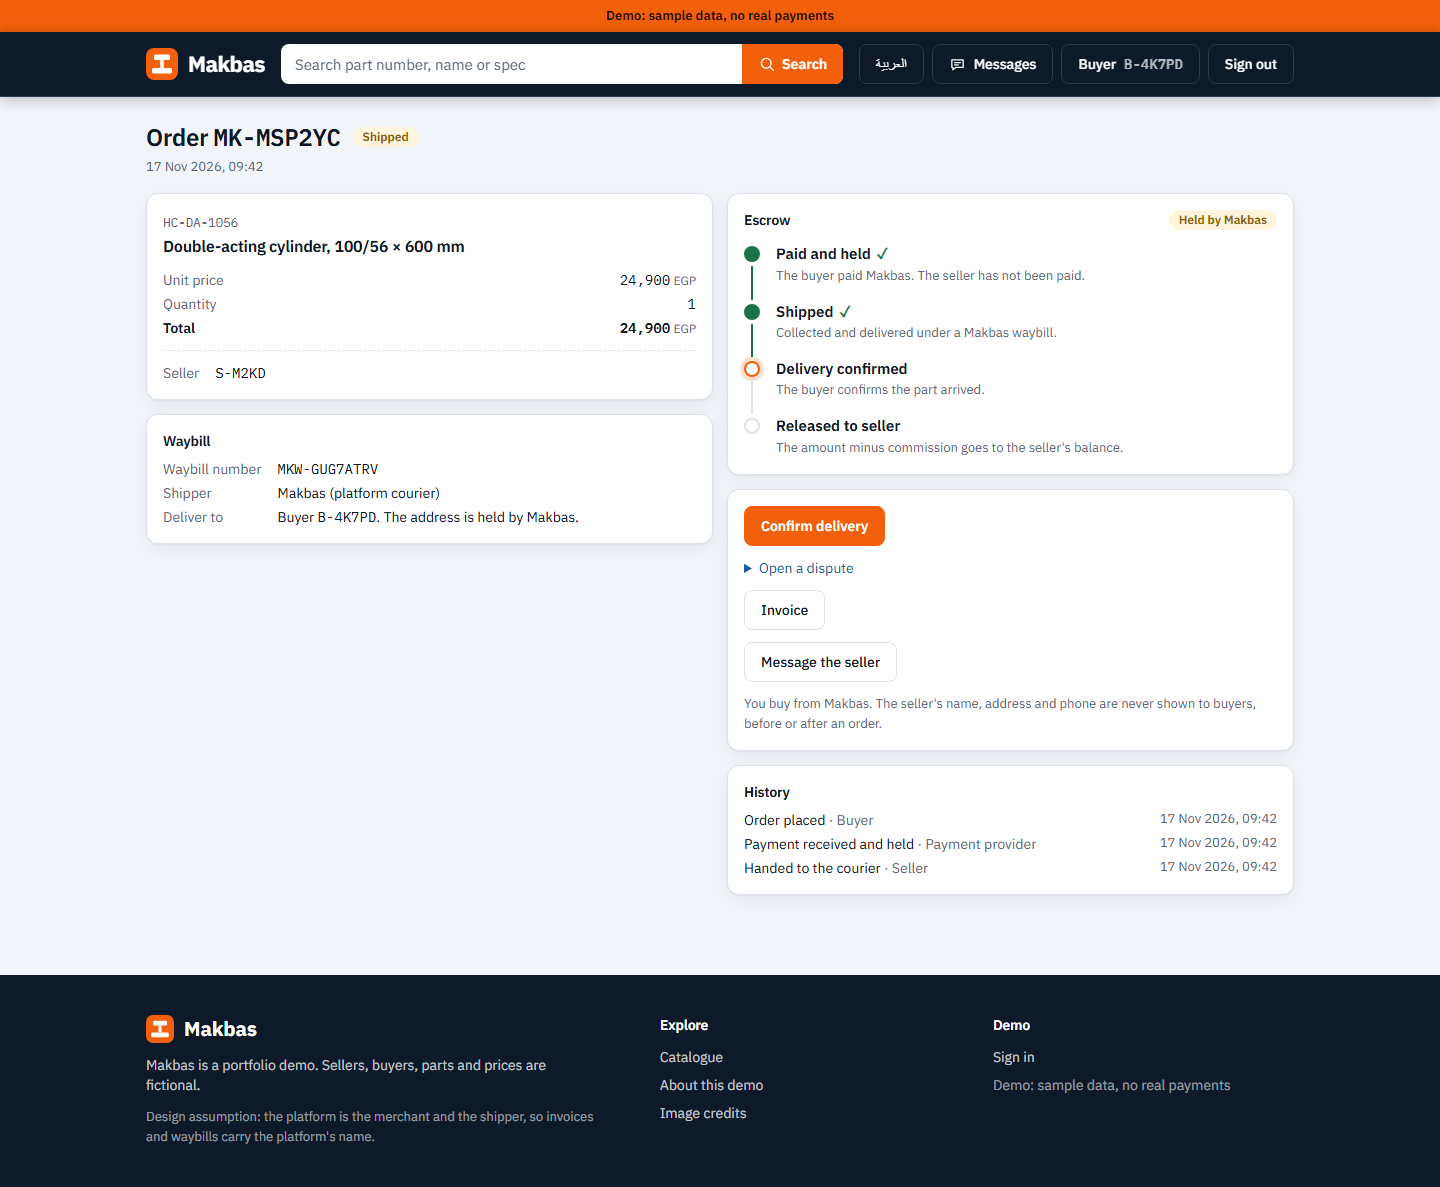 Demo: sample data, no real payments
Makbas
Search part number, name or spec
Search
العربية
Messages
Buyer B-4K7PD
Sign out
Order MK-MSP2YC
Shipped
17 Nov 2026, 09:42
HC-DA-1056
Double-acting cylinder, 100/56 × 600 mm
Unit price 24,900 EGP
Quantity 1
Total 24,900 EGP
Seller S-M2KD
Waybill
Waybill number MKW-GUG7ATRV
Shipper Makbas (platform courier)
Deliver to Buyer B-4K7PD. The address is held by Makbas.
Escrow
Held by Makbas
Paid and held ✓
The buyer paid Makbas. The seller has not been paid.
Shipped ✓
Collected and delivered under a Makbas waybill.
Delivery confirmed
The buyer confirms the part arrived.
Released to seller
The amount minus commission goes to the seller's balance.
Confirm delivery
Open a dispute
Invoice
Message the seller
You buy from Makbas. The seller's name, address and phone are never shown to buyers,
before or after an order.
History
Order placed · Buyer 17 Nov 2026, 09:42
Payment received and held · Payment provider 17 Nov 2026, 09:42
Handed to the courier · Seller 17 Nov 2026, 09:42
Makbas
Makbas is a portfolio demo. Sellers, buyers, parts and prices are
fictional.
Design assumption: the platform is the merchant and the shipper, so invoices
and waybills carry the platform's name.
Explore
Catalogue
About this demo
Image credits
Demo
Sign in
Demo: sample data, no real payments